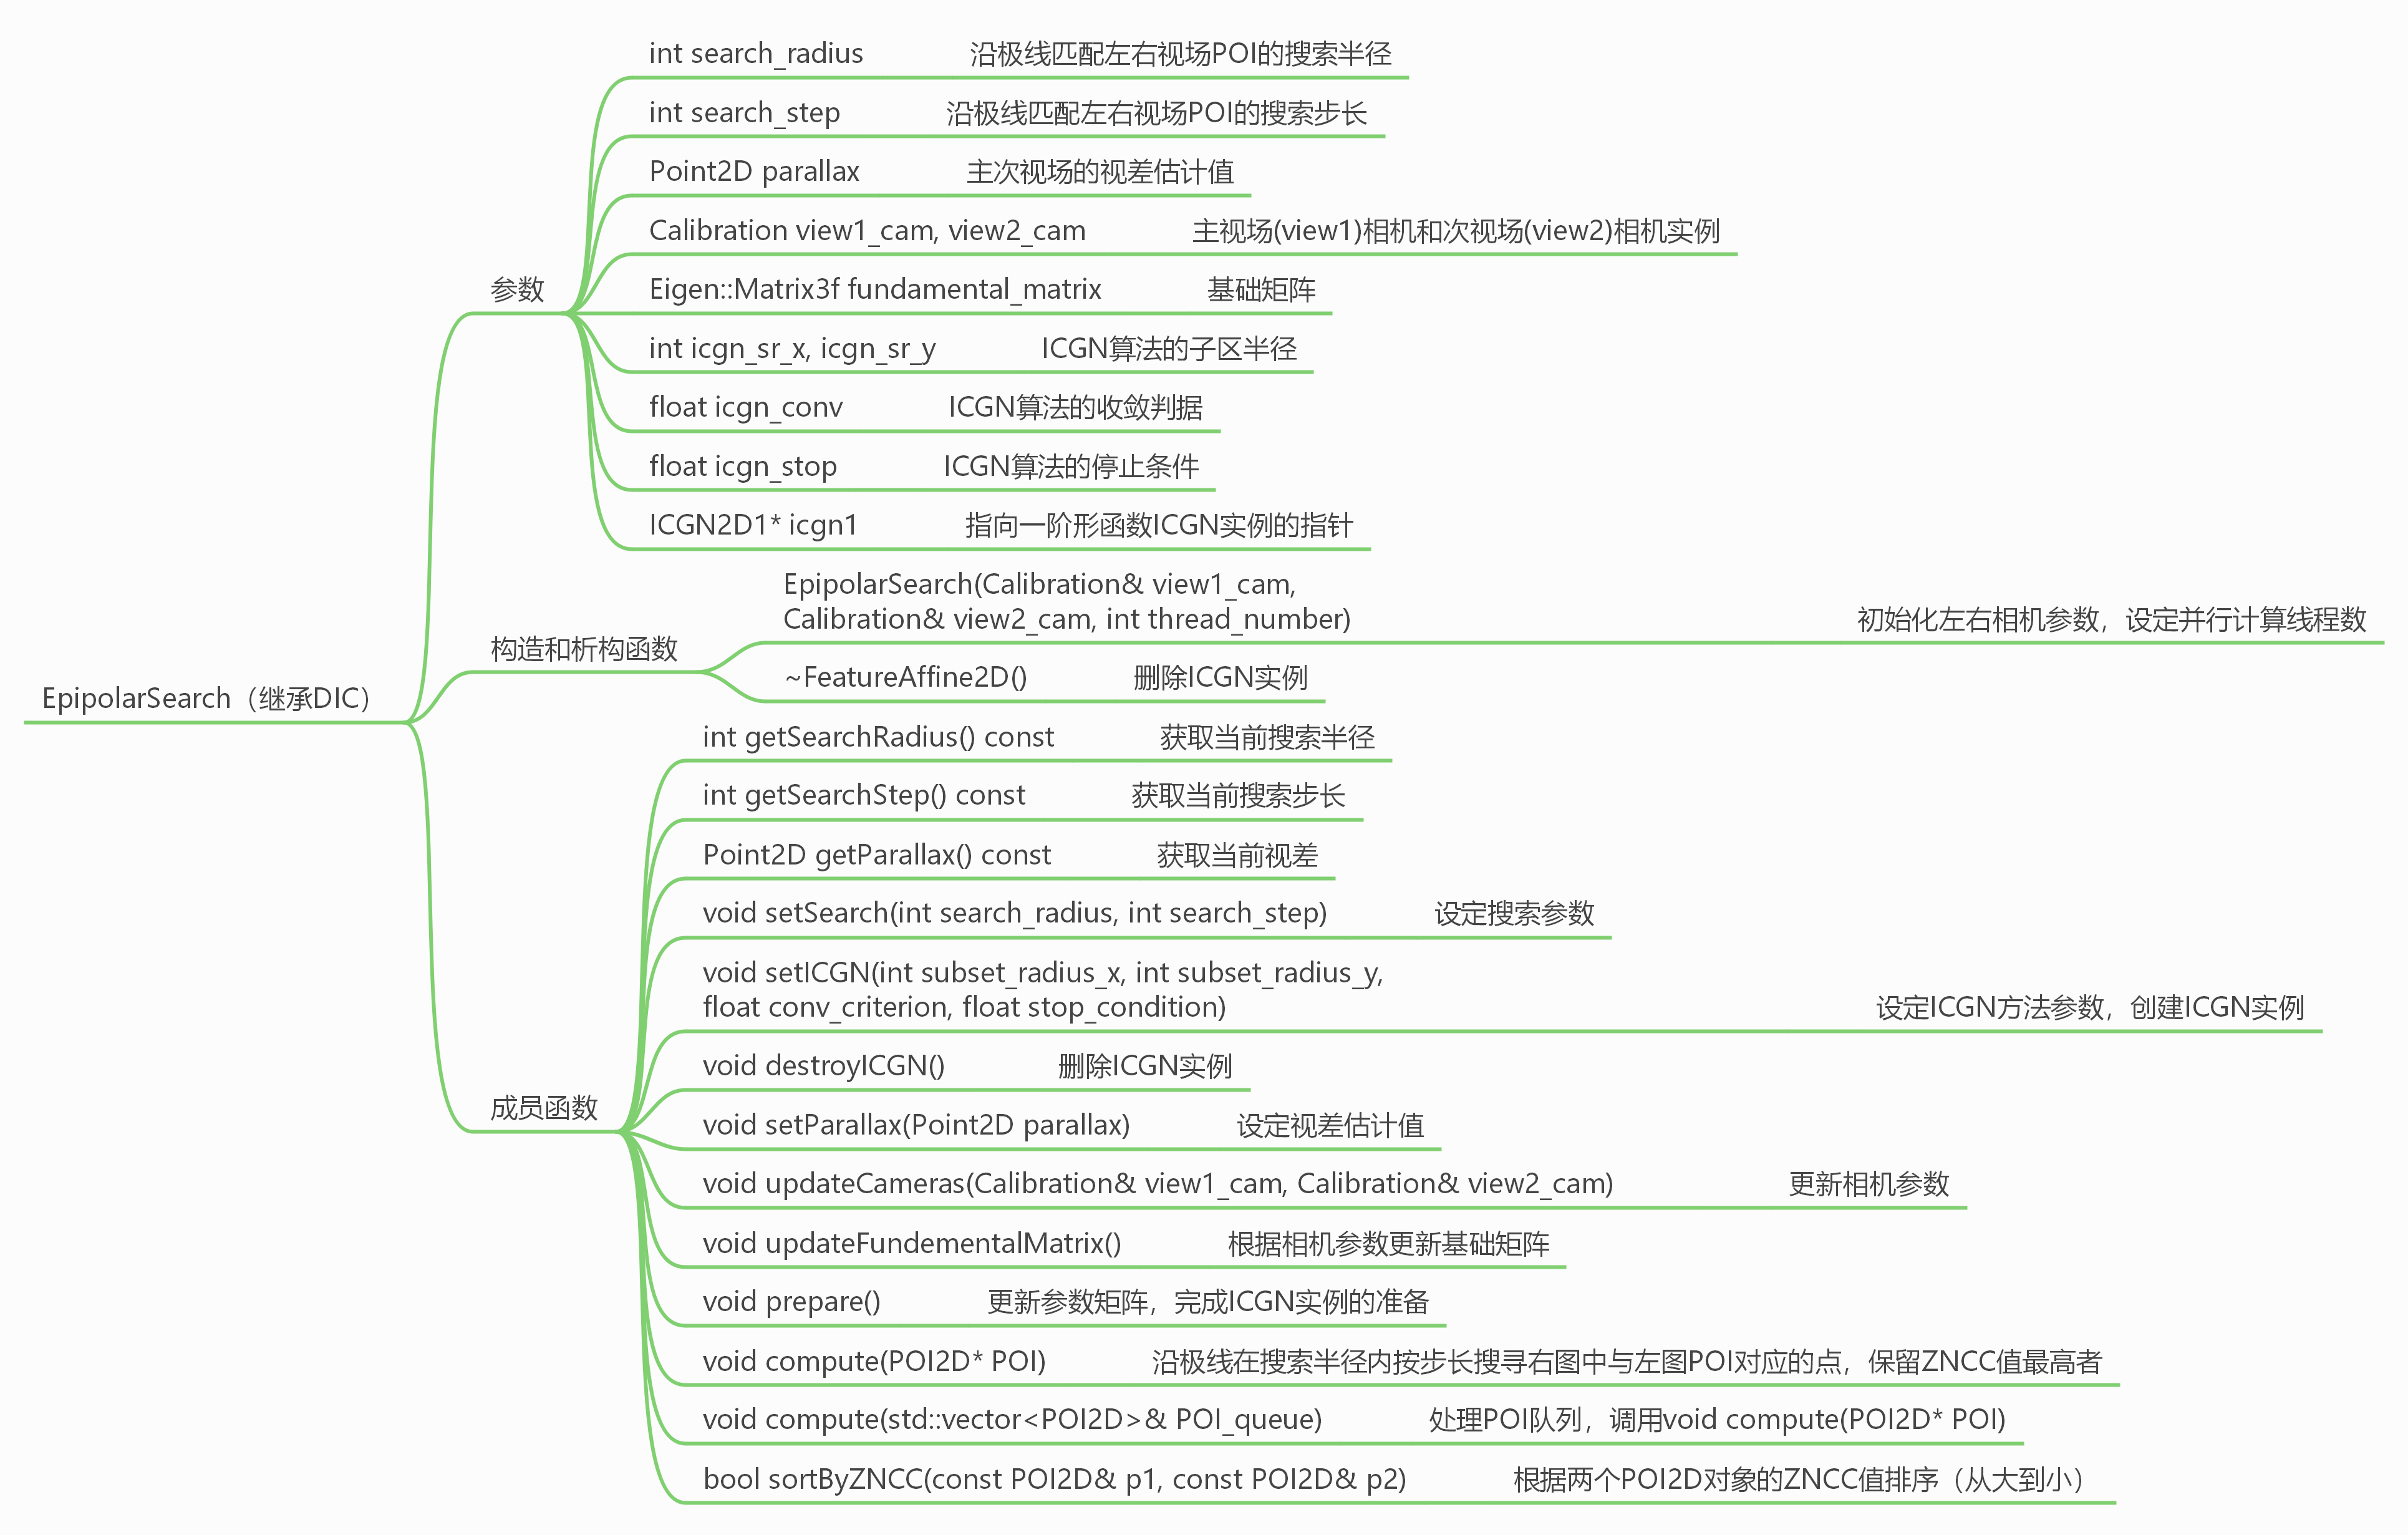 EpipolarSearch（继承DIC）
参数
int search_radius 沿极线匹配左右视场POI的搜索半径
int search_step 沿极线匹配左右视场POI的搜索步长
Point2D parallax 主次视场的视差估计值
Calibration view1_cam, view2_cam 主视场(view1)相机和次视场(view2)相机实例
Eigen::Matrix3f fundamental_matrix 基础矩阵
int icgn_sr_x, icgn_sr_y ICGN算法的子区半径
float icgn_conv ICGN算法的收敛判据
float icgn_stop ICGN算法的停止条件
ICGN2D1* icgn1 指向一阶形函数ICGN实例的指针
构造和析构函数
EpipolarSearch(Calibration& view1_cam,
Calibration& view2_cam, int thread_number) 初始化左右相机参数，设定并行计算线程数
~FeatureAffine2D() 删除ICGN实例
成员函数
int getSearchRadius() const 获取当前搜索半径
int getSearchStep() const 获取当前搜索步长
Point2D getParallax() const 获取当前视差
void setSearch(int search_radius, int search_step) 设定搜索参数
void setICGN(int subset_radius_x, int subset_radius_y,
float conv_criterion, float stop_condition) 设定ICGN方法参数，创建ICGN实例
void destroyICGN() 删除ICGN实例
void setParallax(Point2D parallax) 设定视差估计值
void updateCameras(Calibration& view1_cam, Calibration& view2_cam) 更新相机参数
void updateFundementalMatrix() 根据相机参数更新基础矩阵
void prepare() 更新参数矩阵，完成ICGN实例的准备
void compute(POI2D* POI) 沿极线在搜索半径内按步长搜寻右图中与左图POI对应的点，保留ZNCC值最高者
void compute(std::vector<POI2D>& POI_queue) 处理POI队列，调用void compute(POI2D* POI)
bool sortByZNCC(const POI2D& p1, const POI2D& p2) 根据两个POI2D对象的ZNCC值排序（从大到小）